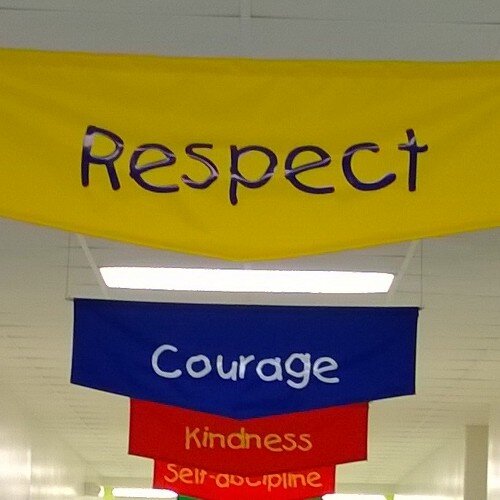 Respect
Courage
Kindness
Self-discipline